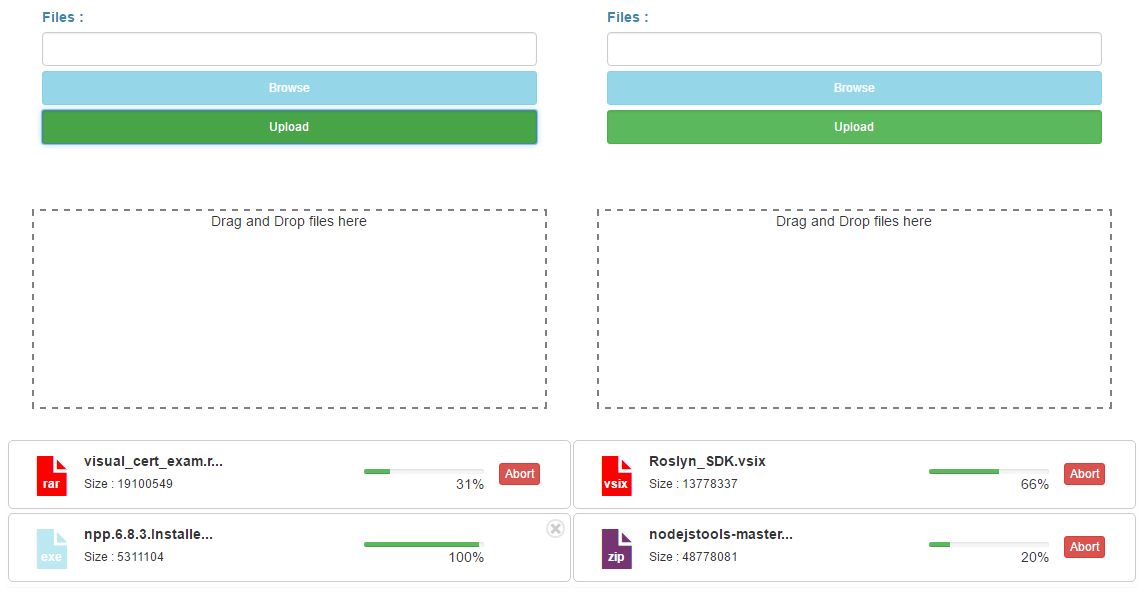 Files :
Browse
Upload
Drag and Drop files here
Files :
Browse
Upload
Drag and Drop files here
rar
visual_cert_exam.r...
Size : 19100549
31%
Abort
vsix
Roslyn_SDK.vsix
Size : 13778337
66%
Abort
exe
npp.6.8.3.Installe...
Size : 5311104
100%
zip
nodejstools-master...
Size : 48778081
20%
Abort